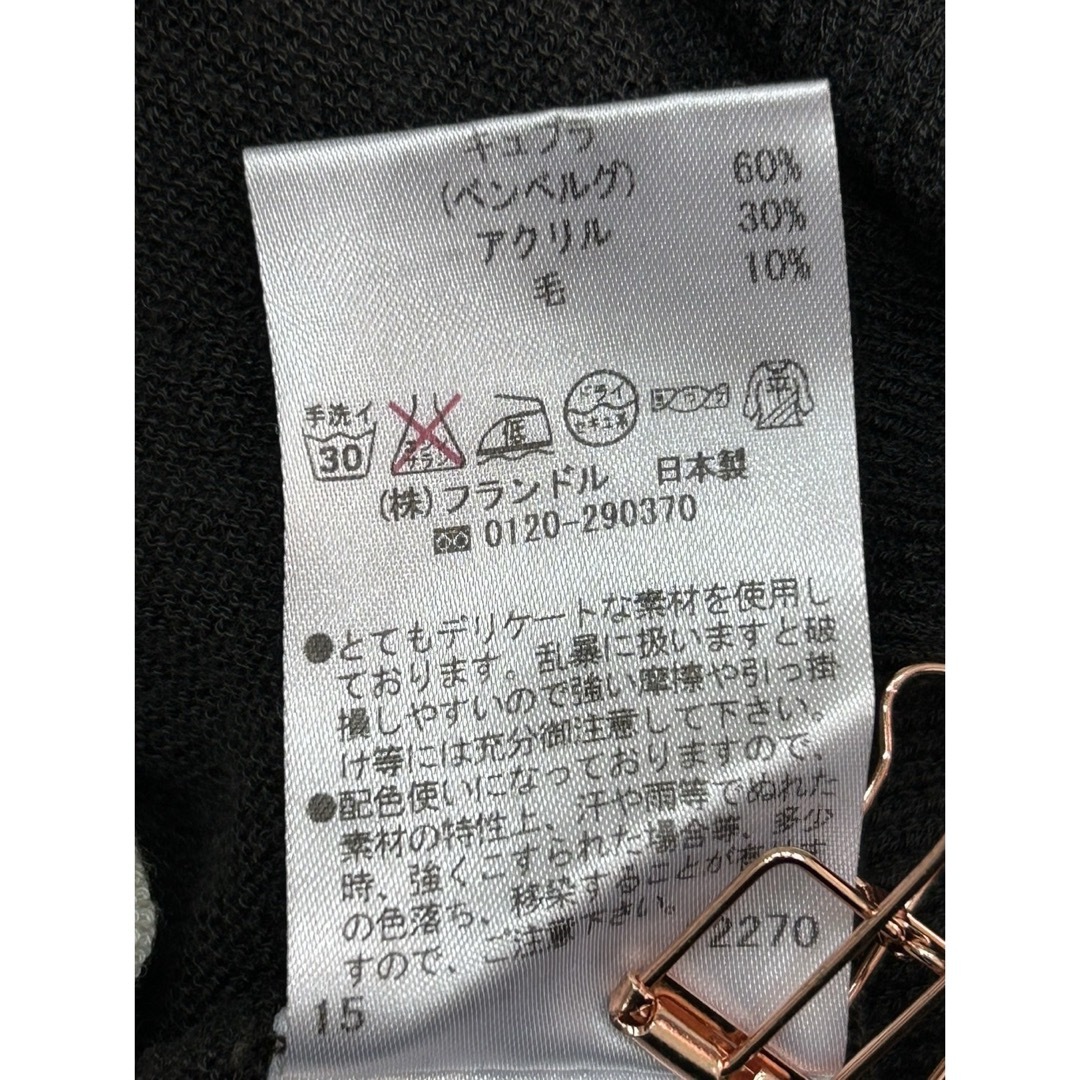 キュプラ 60%
(ベンベルグ) 30%
アクリル 10%
毛
手洗イ
30
低
ドライ
セキユ系
平
(株)フランドル 日本製
0120-290370
●とてもデリケートな素材を使用し
ております。乱暴に扱いますと破
損しやすいので強い摩擦や引っ掛
け等には充分御注意して下さい。
●配色使いになっておりますので、
素材の特性上、汗や雨等でぬれた
時、強くこすられた場合等、多少
の色落ち、移染することが
すので、ご注意下さい。
2270
15